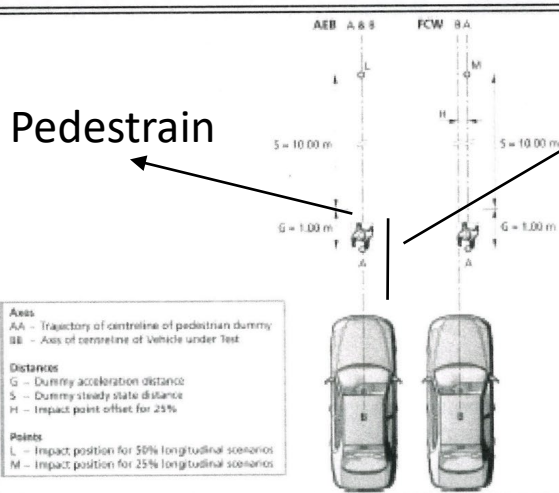 AEB A & B FCW B A
L M
Pedestrain
H
S = 10.00 m S = 10.00 m
G = 1.00 m G = 1.00 m
A A
Axes
AA – Trajectory of centreline of pedestrian dummy
BB – Axis of centreline of Vehicle under Test
Distances
G – Dummy acceleration distance
S – Dummy steady state distance
H – Impact point offset for 25%
Points
L – Impact position for 50% longitudinal scenarios
M – Impact position for 25% longitudinal scenarios
B B